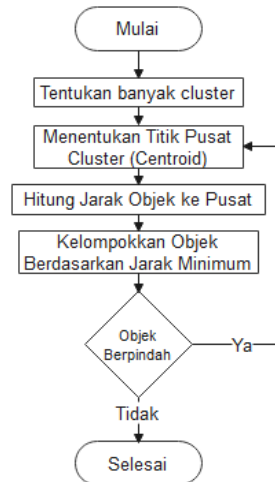 Mulai
Tentukan banyak cluster
Menentukan Titik Pusat
Cluster (Centroid)
Hitung Jarak Objek ke Pusat
Kelompokkan Objek
Berdasarkan Jarak Minimum
Objek
Berpindah
Ya
Tidak
Selesai